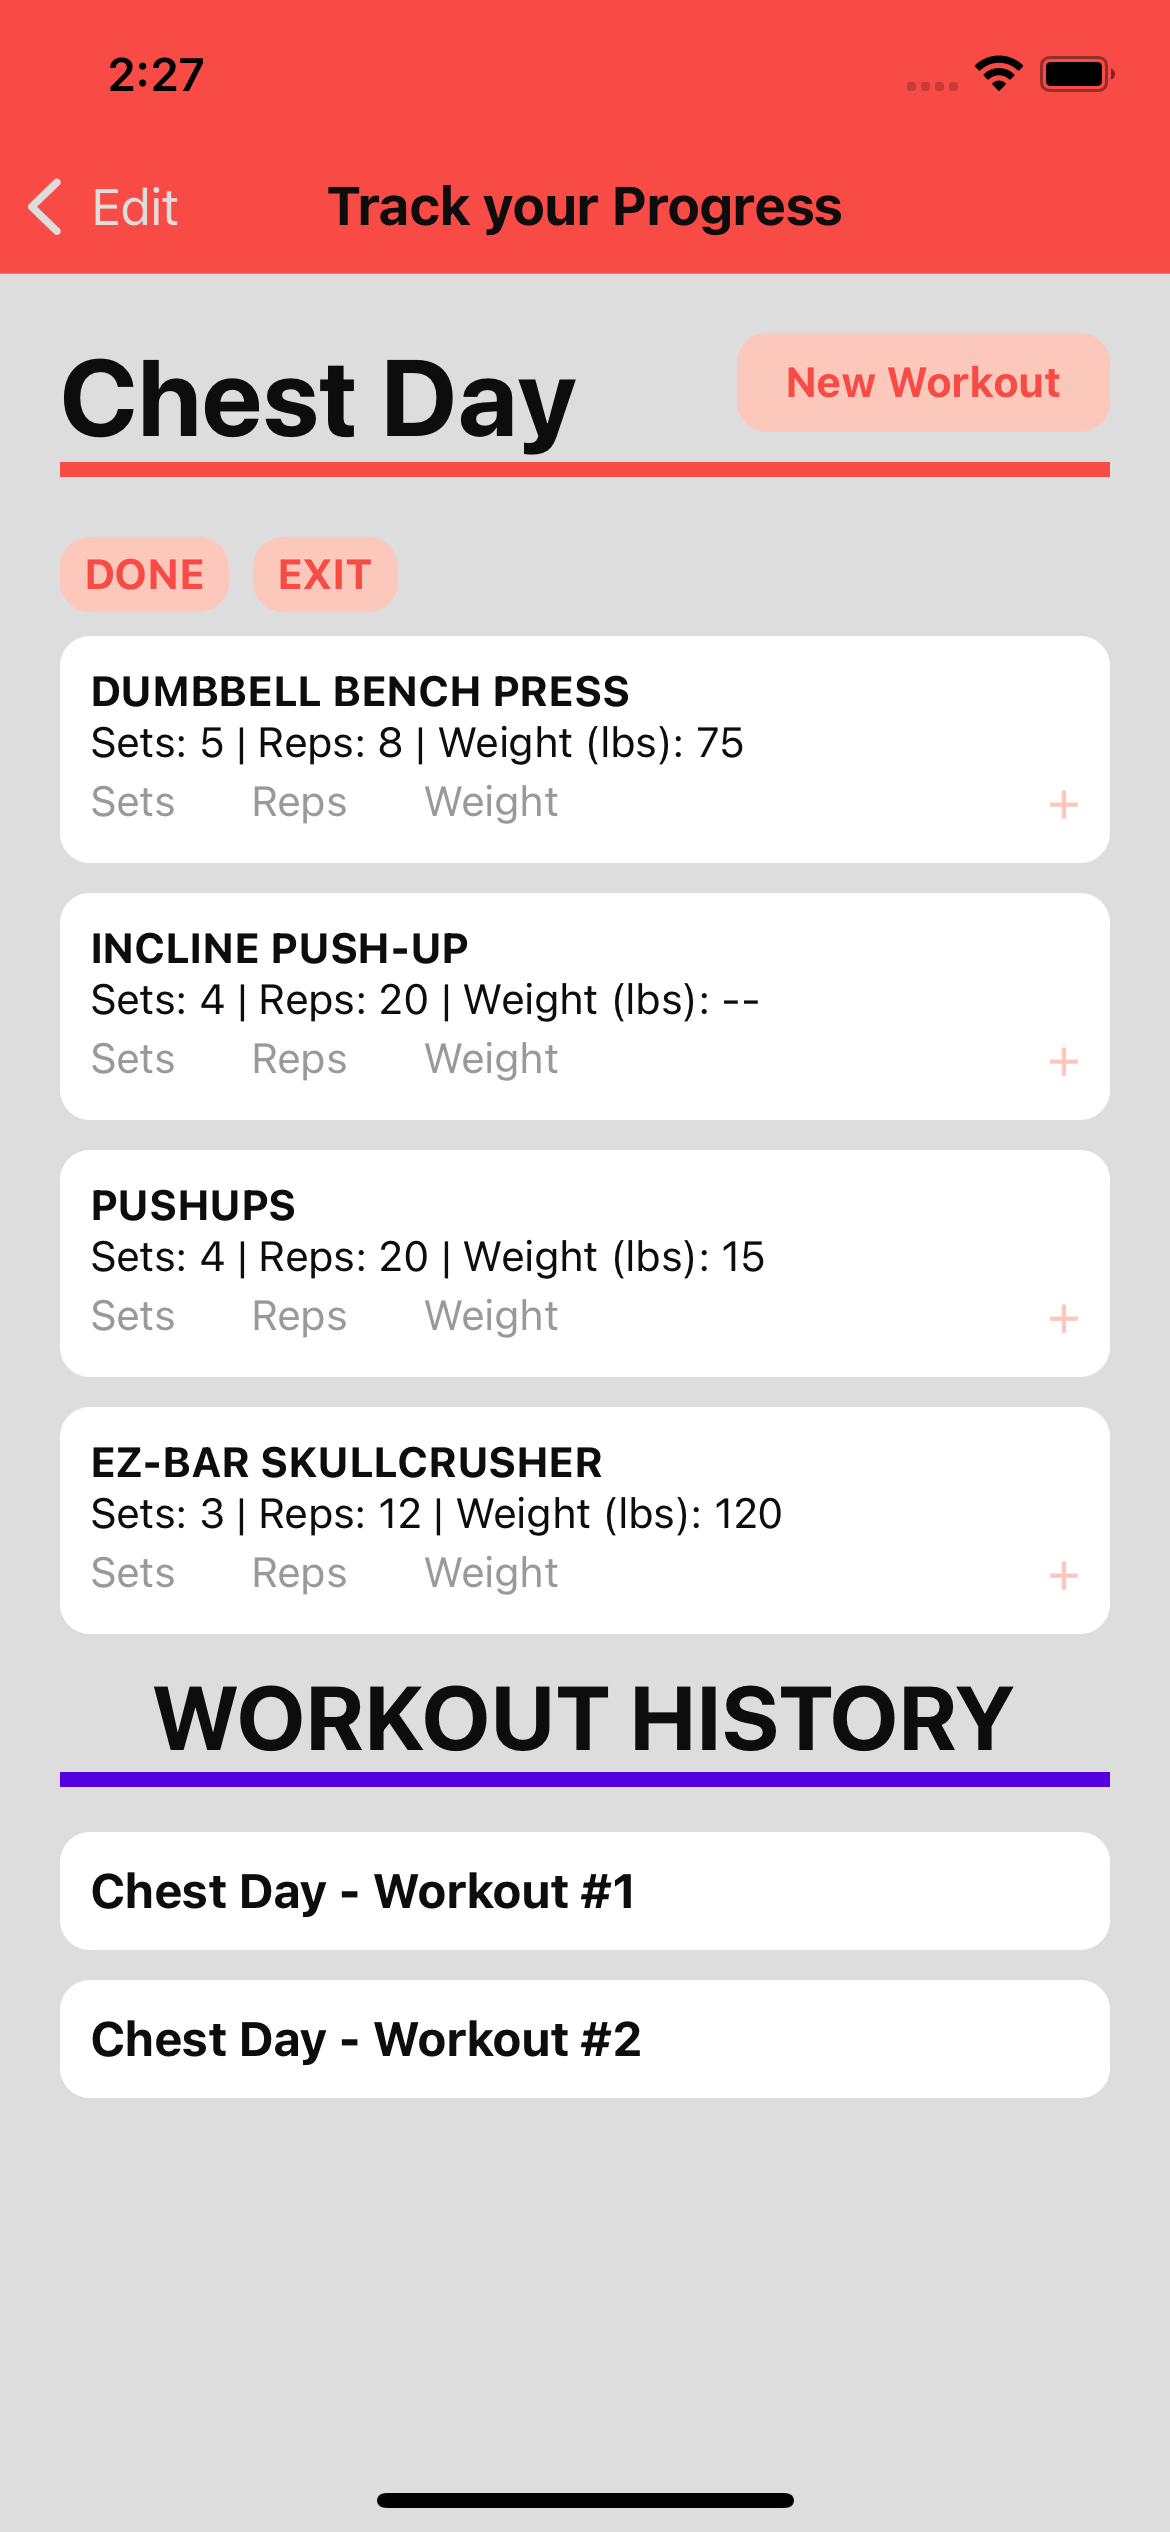 2:27
Edit
Track your Progress
Chest Day
New Workout
DONE
EXIT
DUMBBELL BENCH PRESS
Sets: 5 | Reps: 8 | Weight (lbs): 75
Sets Reps Weight +
INCLINE PUSH-UP
Sets: 4 | Reps: 20 | Weight (lbs): --
Sets Reps Weight +
PUSHUPS
Sets: 4 | Reps: 20 | Weight (lbs): 15
Sets Reps Weight +
EZ-BAR SKULLCRUSHER
Sets: 3 | Reps: 12 | Weight (lbs): 120
Sets Reps Weight +
WORKOUT HISTORY
Chest Day - Workout #1
Chest Day - Workout #2